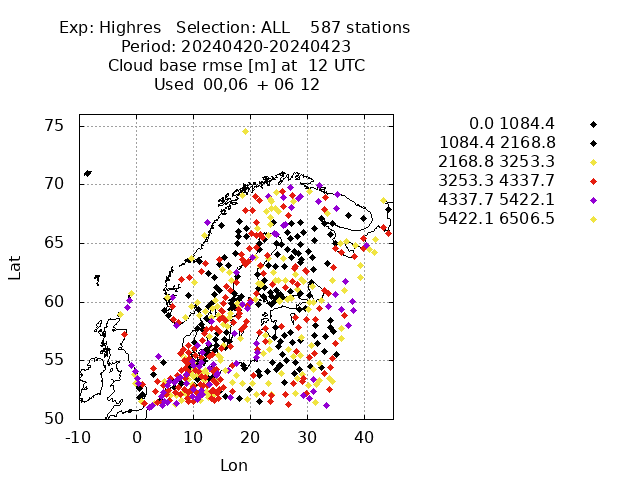 Exp: Highres   Selection: ALL    587 stations
Period: 20240420-20240423
Cloud base rmse [m] at  12 UTC
Used  00,06  + 06 12
0.0 1084.4
1084.4 2168.8
2168.8 3253.3
3253.3 4337.7
4337.7 5422.1
5422.1 6506.5
75
70
65
60
55
50
Lat
-10 0 10 20 30 40
Lon